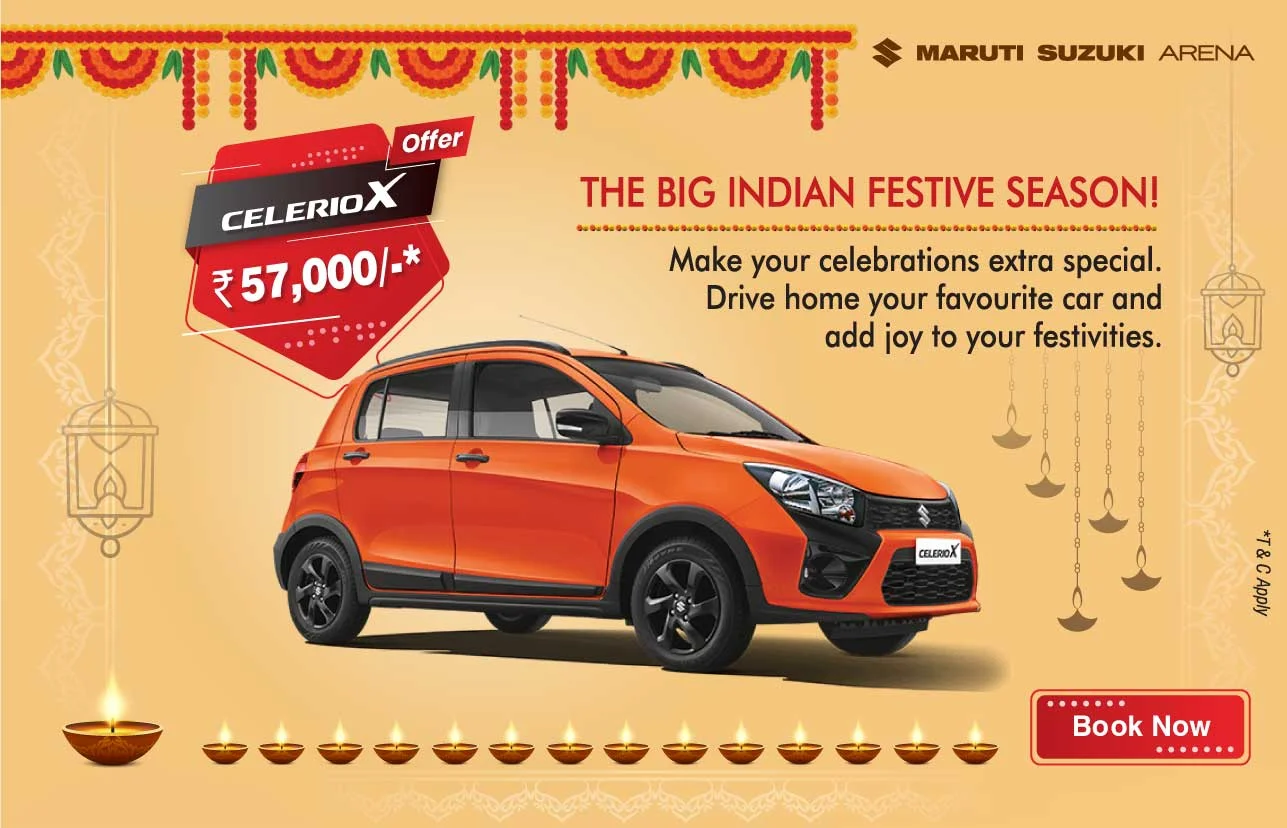 MARUTI SUZUKI ARENA
Offer
CELERIOX
₹ 57,000/-*
THE BIG INDIAN FESTIVE SEASON!
Make your celebrations extra special.
Drive home your favourite car and
add joy to your festivities.
CELERIOX
*T & C Apply
Book Now